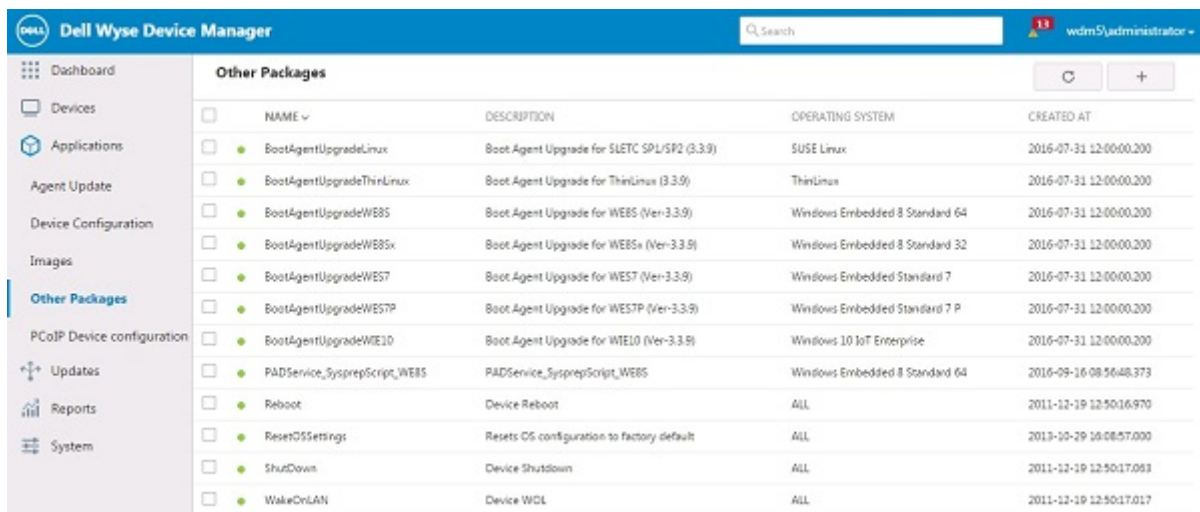 DELL Dell Wyse Device Manager Search 13 wdm5\administrator
Dashboard
Devices
Applications
Agent Update
Device Configuration
Images
Other Packages
PCoIP Device configuration
Updates
Reports
System
Other Packages
NAME DESCRIPTION OPERATING SYSTEM CREATED AT
BootAgentUpgradeLinux Boot Agent Upgrade for SLETC SP1/SP2 (3.3.9) SUSE Linux 2016-07-31 12:00:00.200
BootAgentUpgradeThinLinux Boot Agent Upgrade for ThinLinux (3.3.9) ThinLinux 2016-07-31 12:00:00.200
BootAgentUpgradeWE8S Boot Agent Upgrade for WE8S (Ver-3.3.9) Windows Embedded 8 Standard 64 2016-07-31 12:00:00.200
BootAgentUpgradeWE8Sx Boot Agent Upgrade for WE8Sx (Ver-3.3.9) Windows Embedded 8 Standard 32 2016-07-31 12:00:00.200
BootAgentUpgradeWES7 Boot Agent Upgrade for WES7 (Ver-3.3.9) Windows Embedded Standard 7 2016-07-31 12:00:00.200
BootAgentUpgradeWES7P Boot Agent Upgrade for WES7P (Ver-3.3.9) Windows Embedded Standard 7 P 2016-07-31 12:00:00.200
BootAgentUpgradeWIE10 Boot Agent Upgrade for WIE10 (Ver-3.3.9) Windows 10 IoT Enterprise 2016-07-31 12:00:00.200
PADService_SysprepScript_WE8S PADService_SysprepScript_WE8S Windows Embedded 8 Standard 64 2016-09-16 08:56:48.373
Reboot Device Reboot ALL 2011-12-19 12:50:16.970
ResetOSSettings Resets OS configuration to factory default ALL 2013-10-29 16:08:57.000
ShutDown Device Shutdown ALL 2011-12-19 12:50:17.063
WakeOnLAN Device WOL ALL 2011-12-19 12:50:17.017